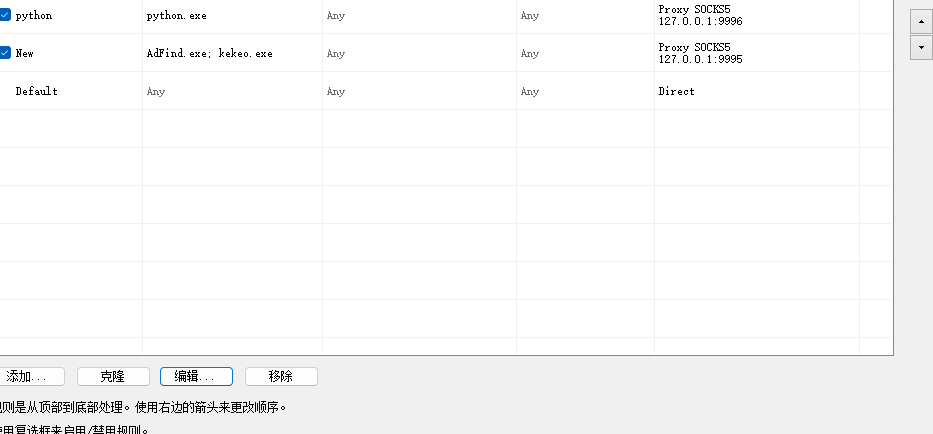 python python.exe Any Any Proxy SOCKS5
127.0.0.1:9996
New AdFind.exe; kekeo.exe Any Any Proxy SOCKS5
127.0.0.1:9995
Default Any Any Any Direct
添加... 克隆 编辑... 移除
则是从顶部到底部处理。使用右边的箭头来更改顺序。
用复选框来启用/禁用规则。